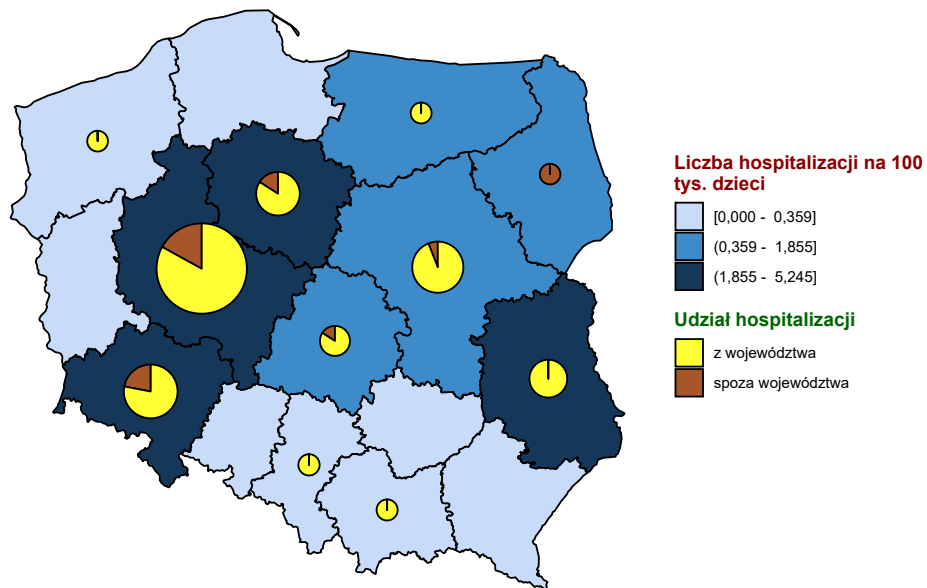 Liczba hospitalizacji na 100
tys. dzieci
[0,000 - 0,359]
(0,359 - 1,855]
(1,855 - 5,245]
Udział hospitalizacji
z województwa
spoza województwa